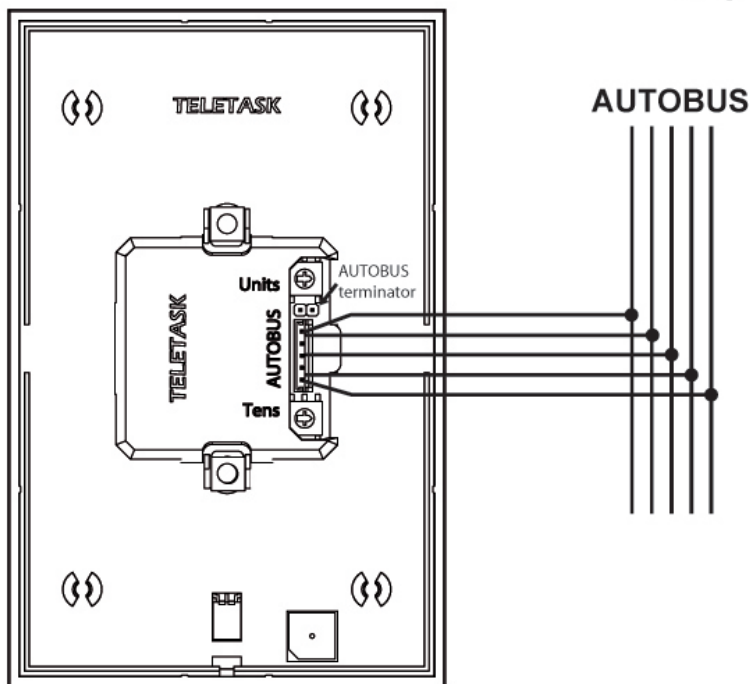 AUTOBUS
TELETASK
Units
AUTOBUS
terminator
TELETASK
AUTOBUS
Tens